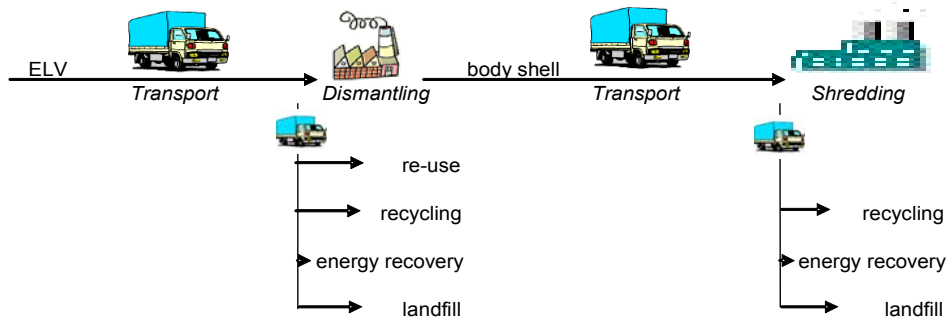 ELV
body shell
Transport
Dismantling
Transport
Shredding
re-use
recycling
recycling
energy recovery
energy recovery
landfill
landfill